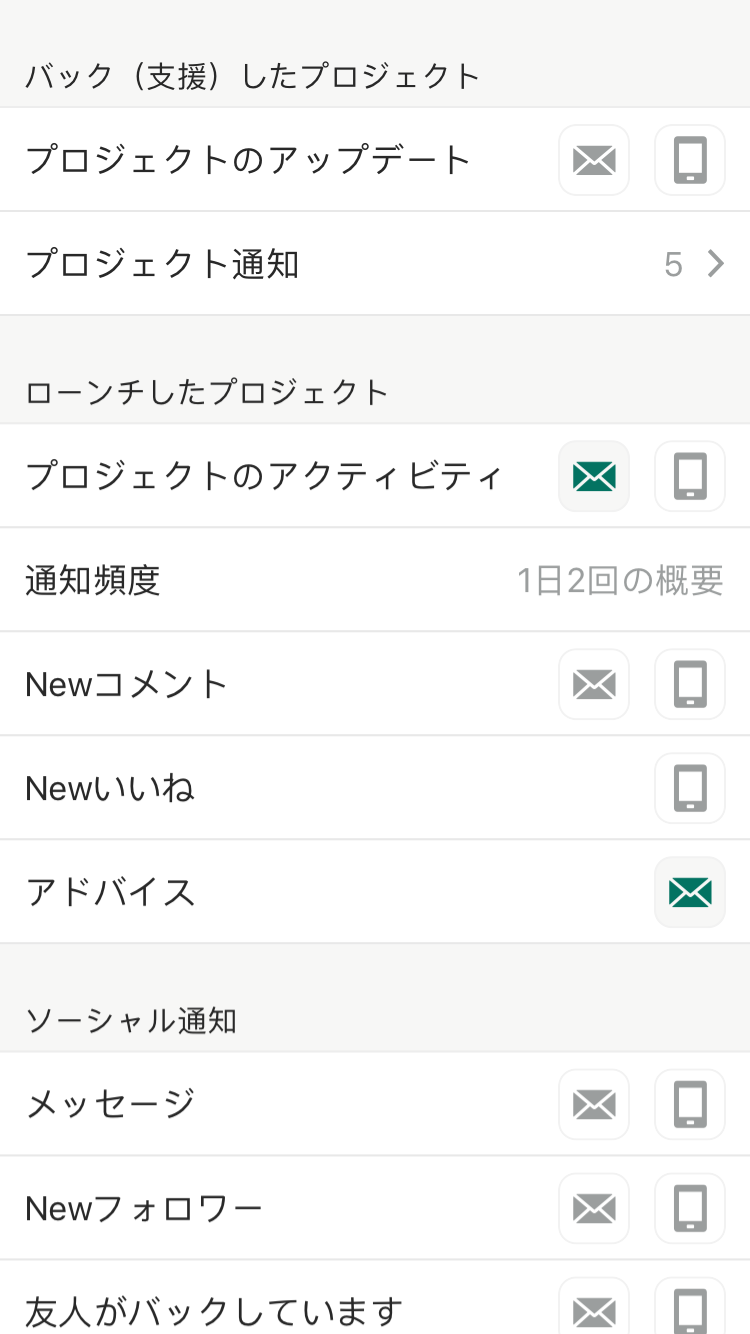 バック（支援）したプロジェクト
プロジェクトのアップデート
プロジェクト通知 5
ローンチしたプロジェクト
プロジェクトのアクティビティ
通知頻度 1日2回の概要
Newコメント
Newいいね
アドバイス
ソーシャル通知
メッセージ
Newフォロワー
友人がバックしています